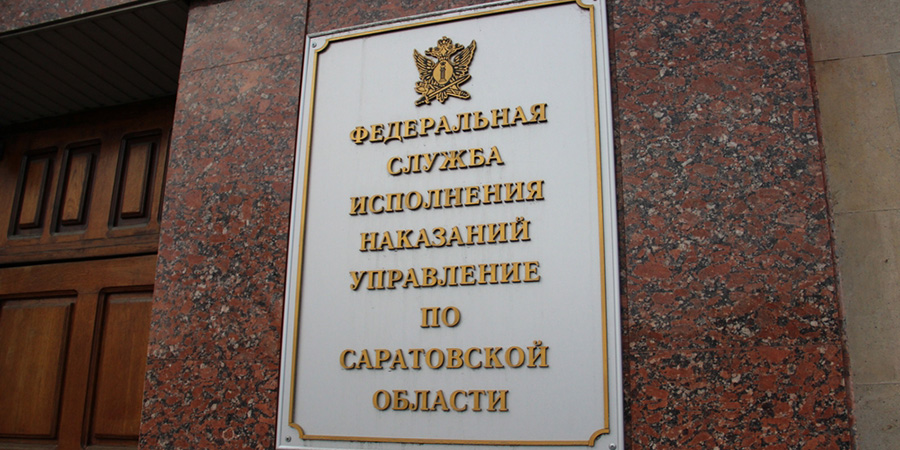 ФЕДЕРАЛЬНАЯ
СЛУЖБА
ИСПОЛНЕНИЯ
НАКАЗАНИЙ
УПРАВЛЕНИЕ
ПО
САРАТОВСКОЙ
ОБЛАСТИ